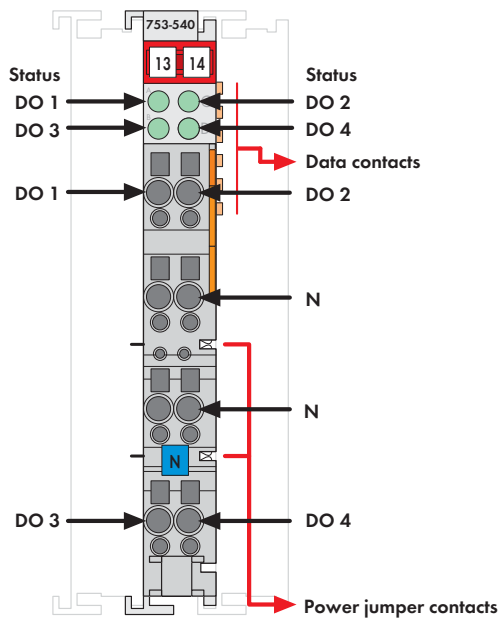 753-540
13 14
Status Status
DO 1 DO 2
DO 3 DO 4
Data contacts
DO 1 DO 2
N
N
N
DO 3 DO 4
Power jumper contacts